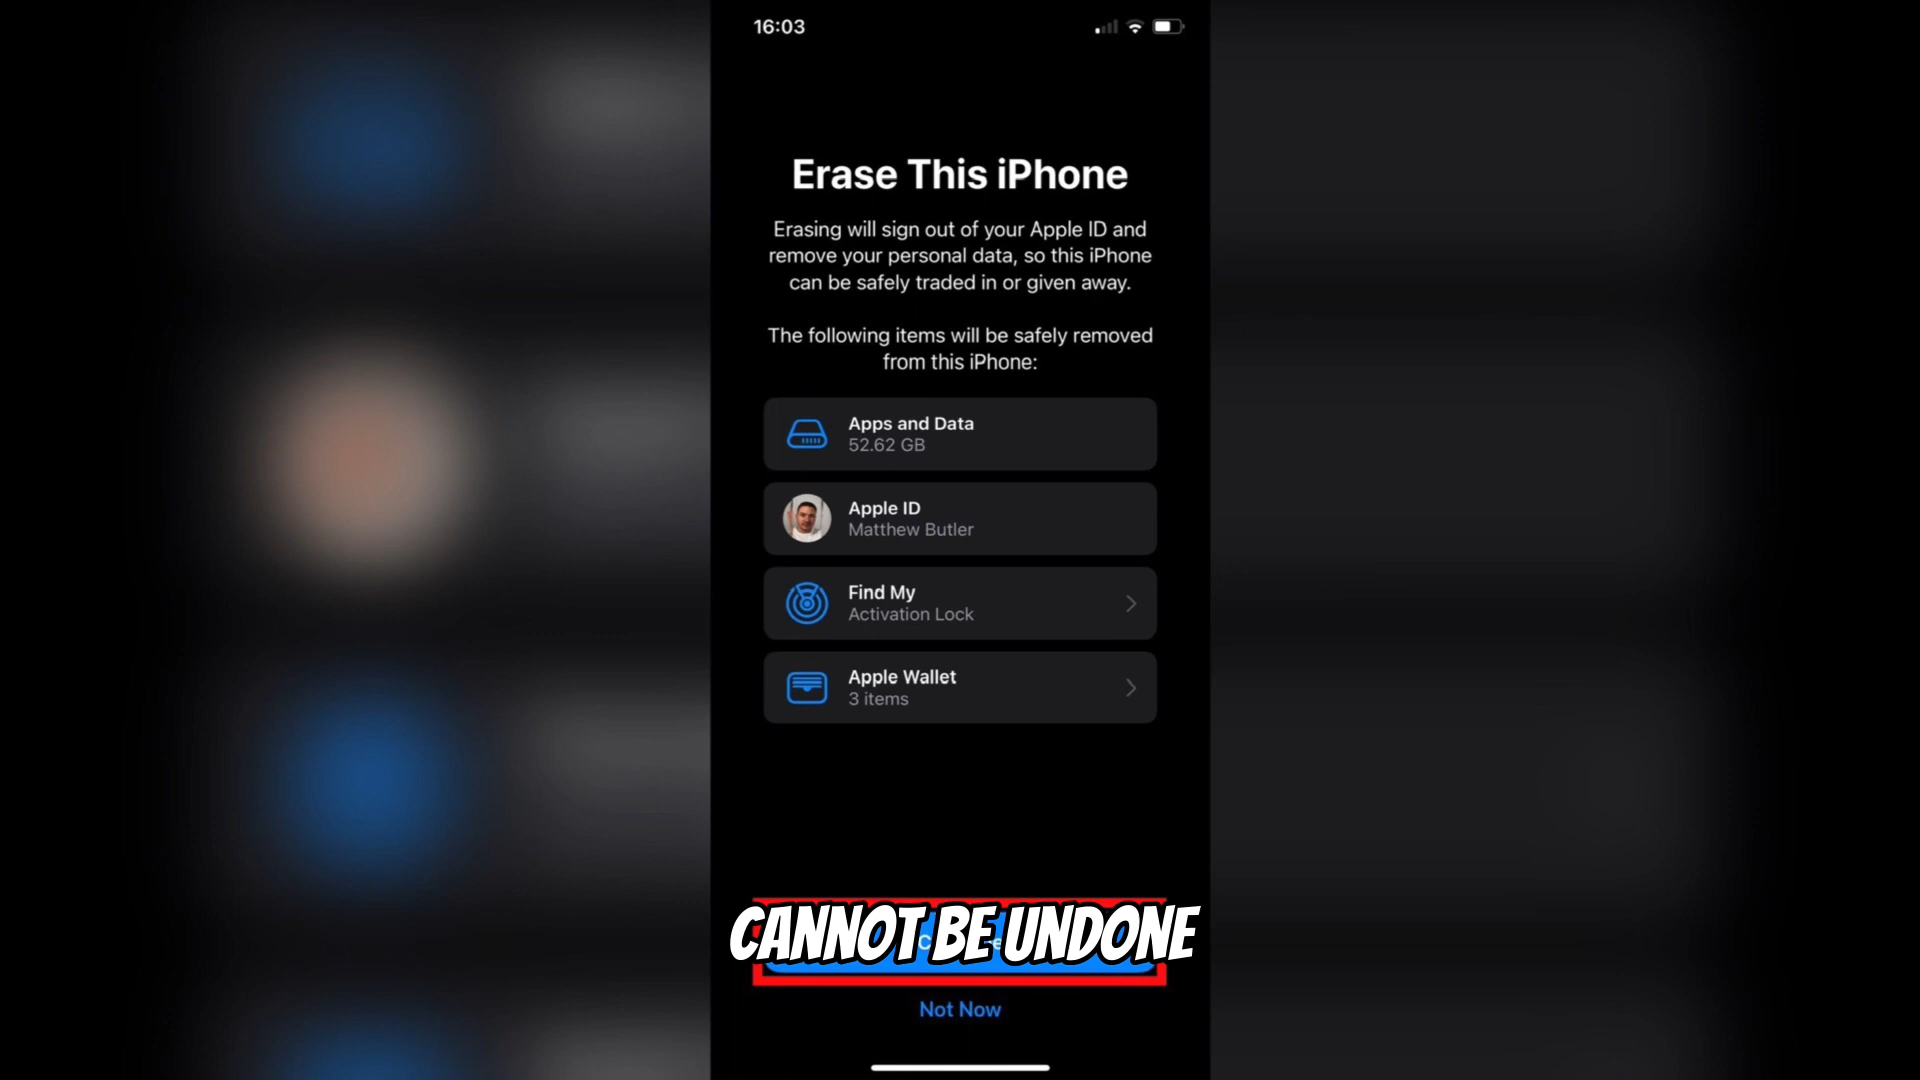 16:03
Erase This iPhone
Erasing will sign out of your Apple ID and
remove your personal data, so this iPhone
can be safely traded in or given away.
The following items will be safely removed
from this iPhone:
Apps and Data
52.62 GB
Apple ID
Matthew Butler
Find My
Activation Lock
Apple Wallet
3 items
CANNOT BE UNDONE
Not Now